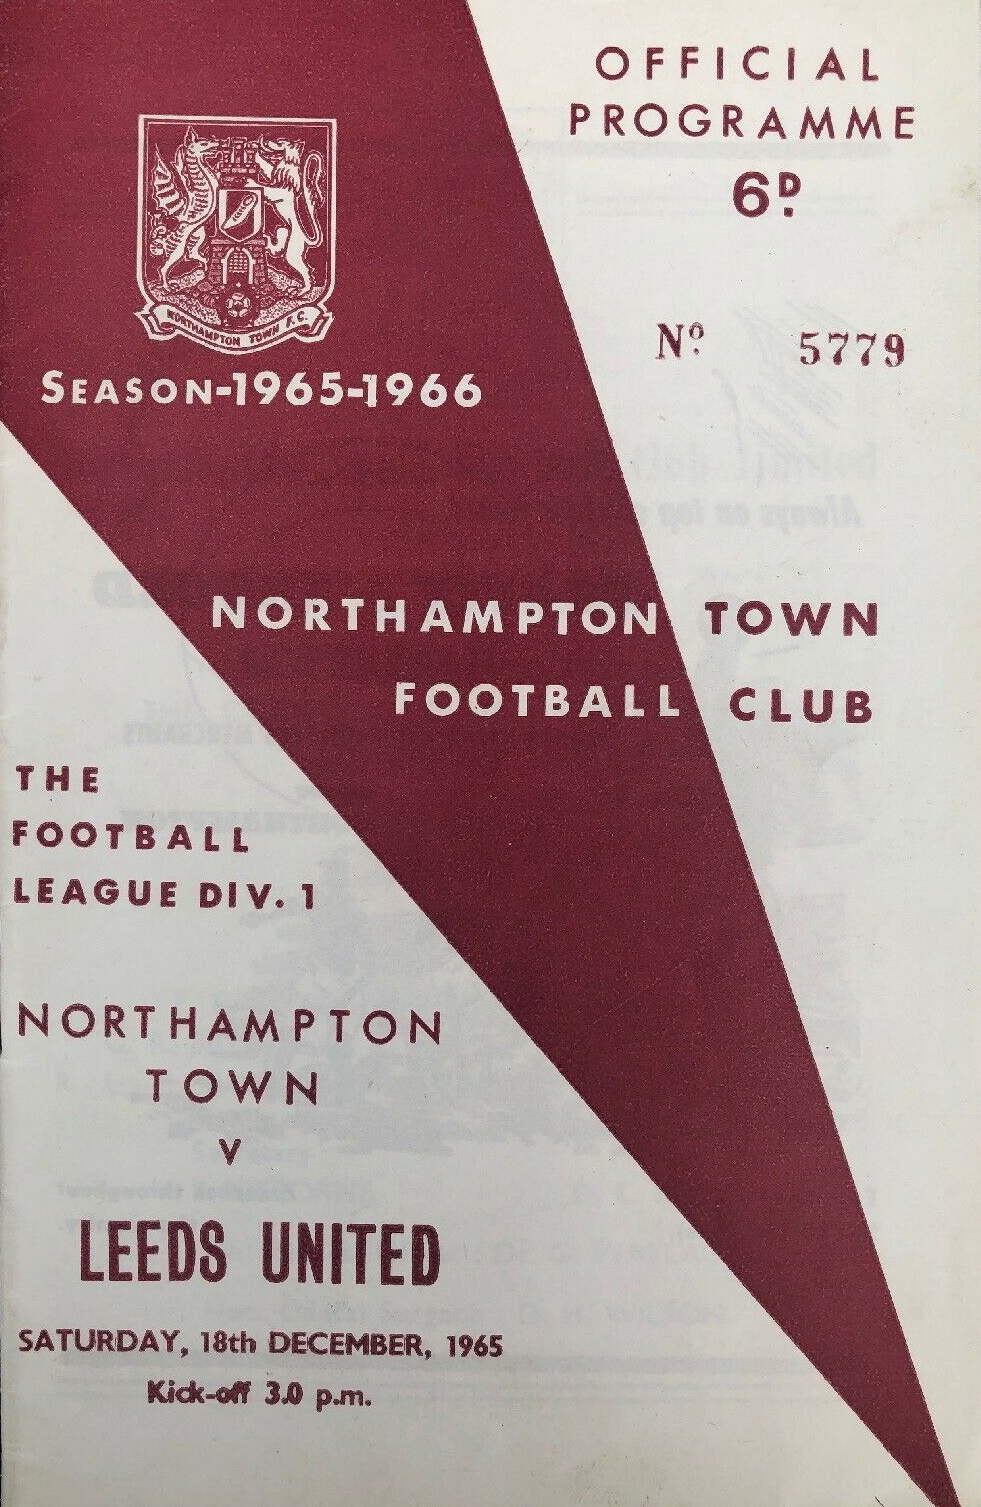 OFFICIAL
PROGRAMME
6D.
No. 5779
NORTHAMPTON TOWN F.C.
SEASON-1965-1966
NORTHAMPTON TOWN
FOOTBALL CLUB
THE
FOOTBALL
LEAGUE DIV. 1
NORTHAMPTON
TOWN
V
LEEDS UNITED
SATURDAY, 18th DECEMBER, 1965
Kick-off 3.0 p.m.